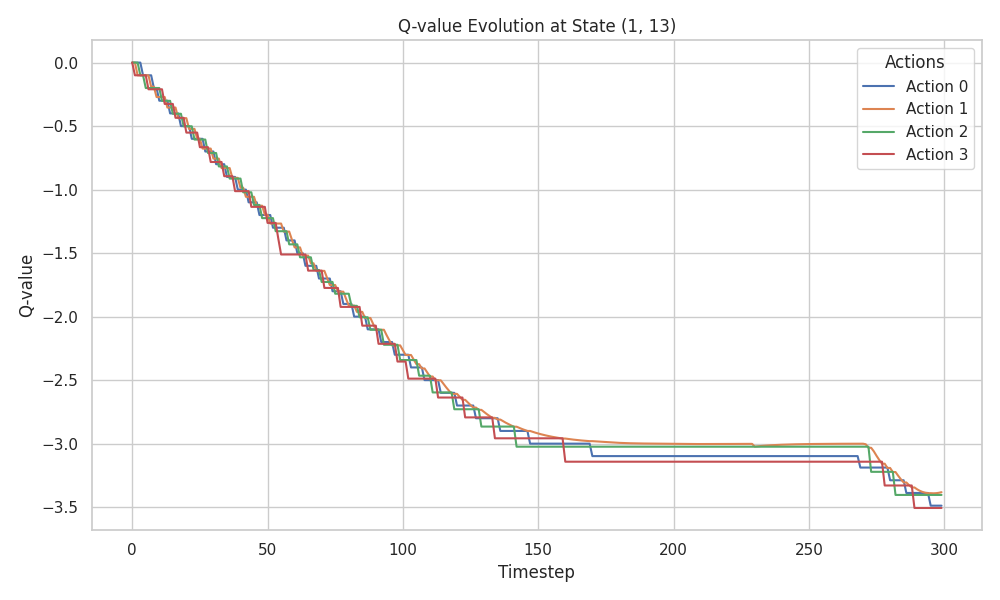 Q-value Evolution at State (1, 13)
Q-value
0.0
−0.5
−1.0
−1.5
−2.0
−2.5
−3.0
−3.5
Actions
Action 0
Action 1
Action 2
Action 3
0 50 100 150 200 250 300
Timestep